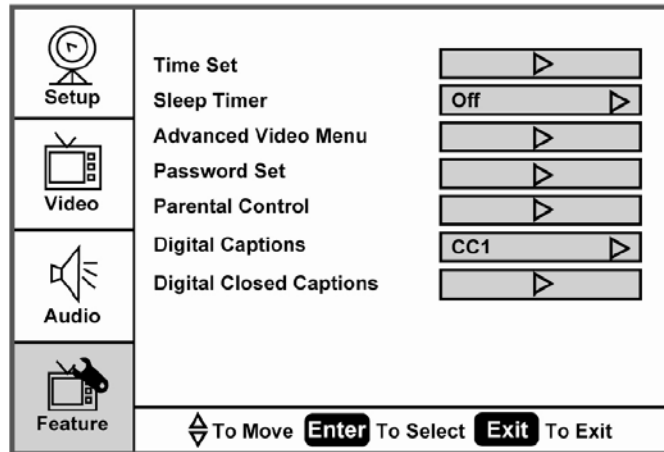 Setup
Video
Audio
Feature
Time Set
Sleep Timer Off
Advanced Video Menu
Password Set
Parental Control
Digital Captions CC1
Digital Closed Captions
To Move Enter To Select Exit To Exit